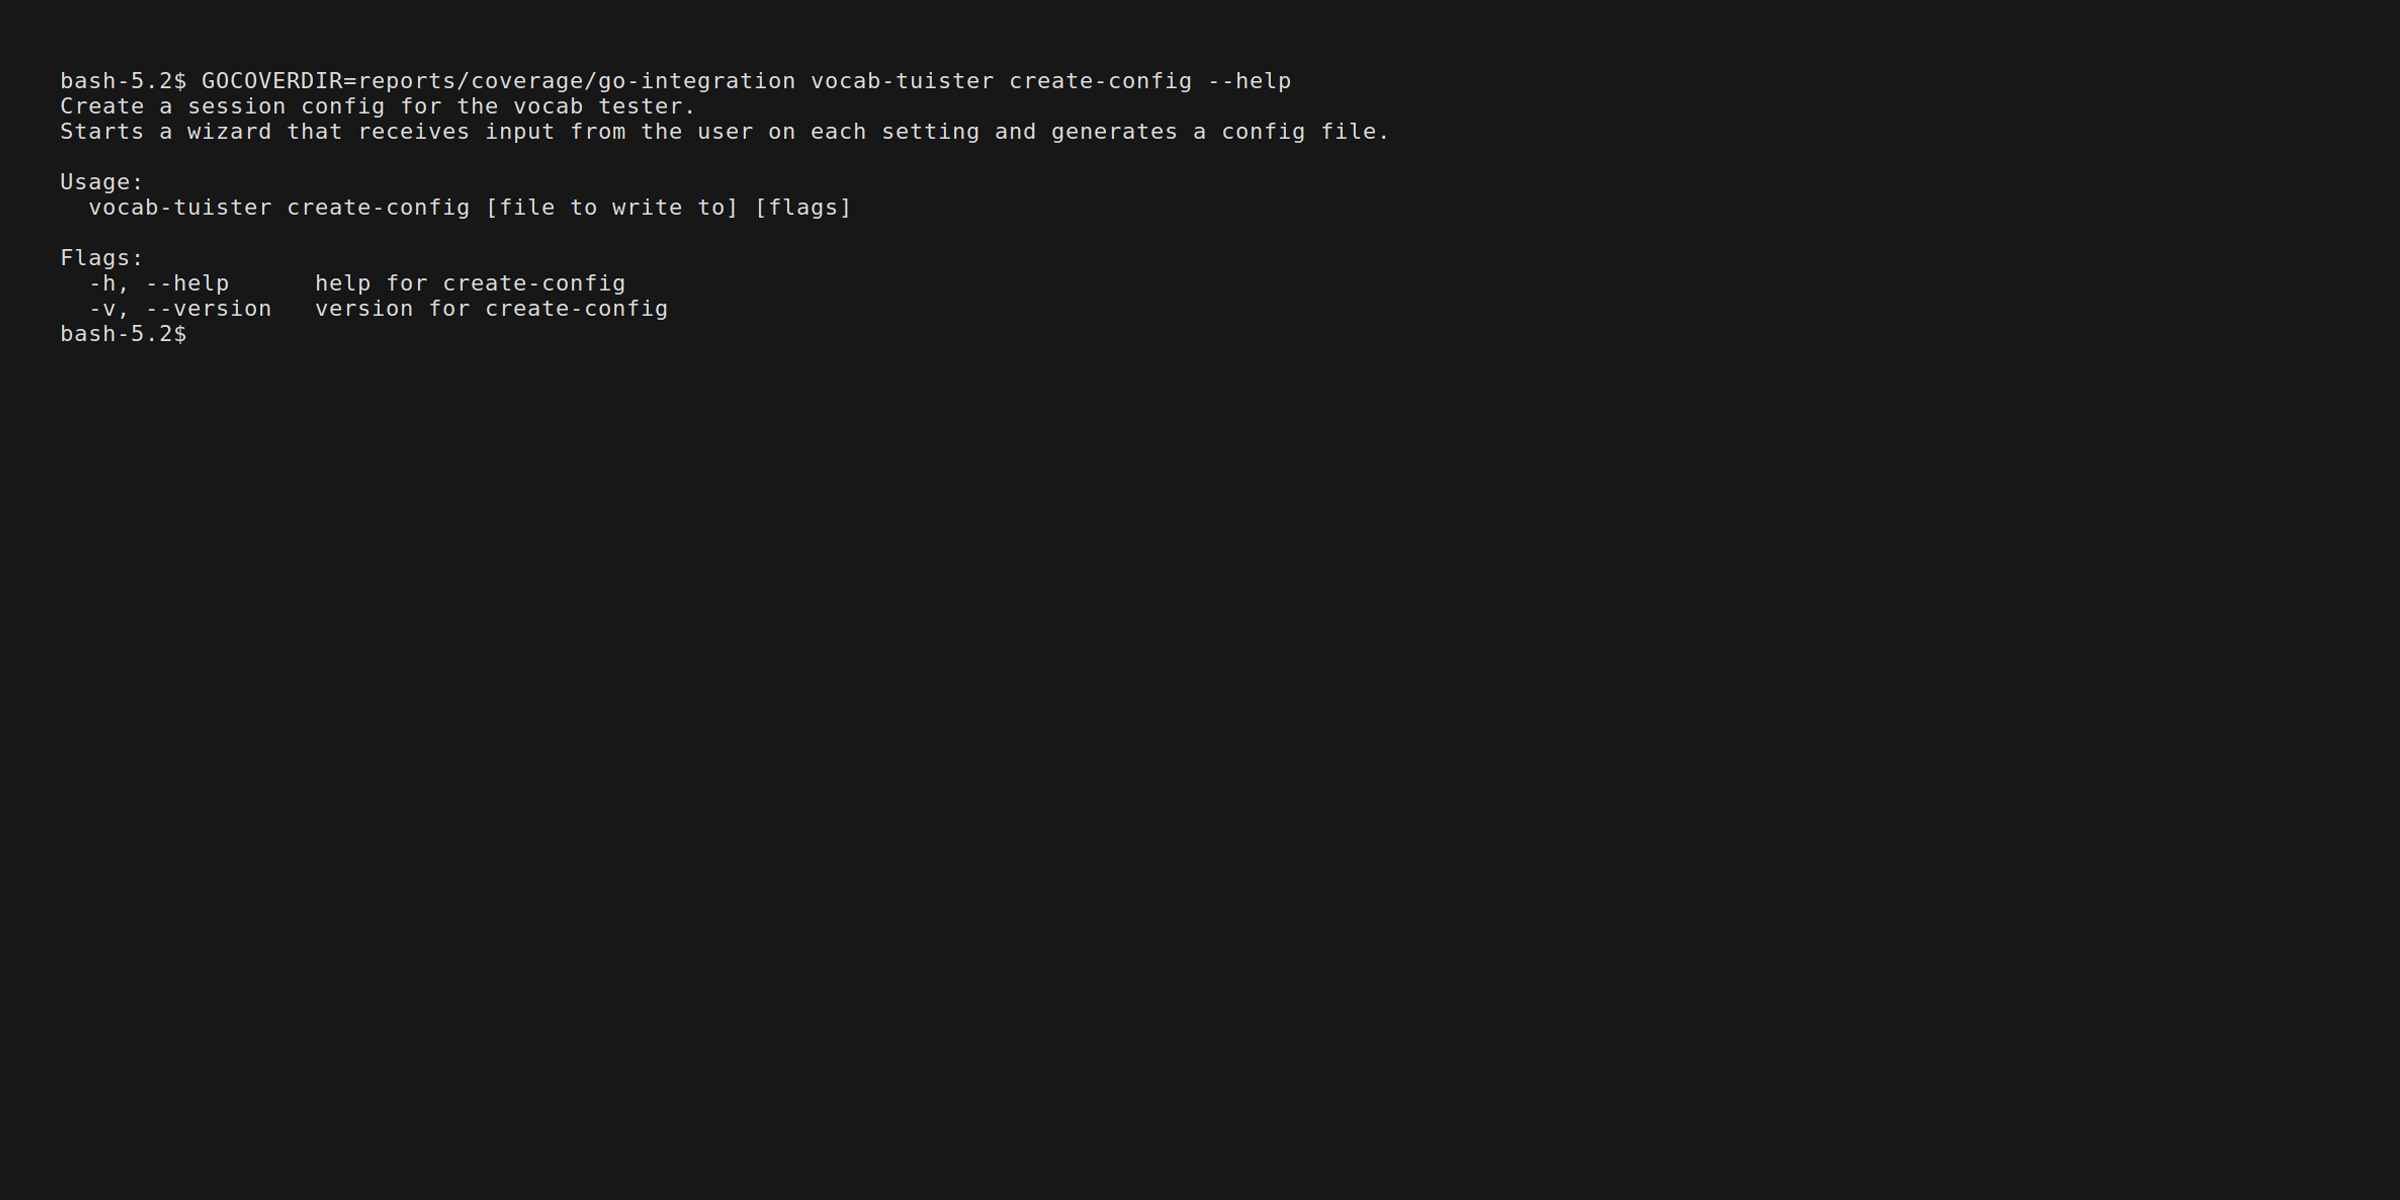 bash-5.2$ GOCOVERDIR=reports/coverage/go-integration vocab-tuister create-config --help
Create a session config for the vocab tester.
Starts a wizard that receives input from the user on each setting and generates a config file.

Usage:
  vocab-tuister create-config [file to write to] [flags]

Flags:
  -h, --help      help for create-config
  -v, --version   version for create-config
bash-5.2$